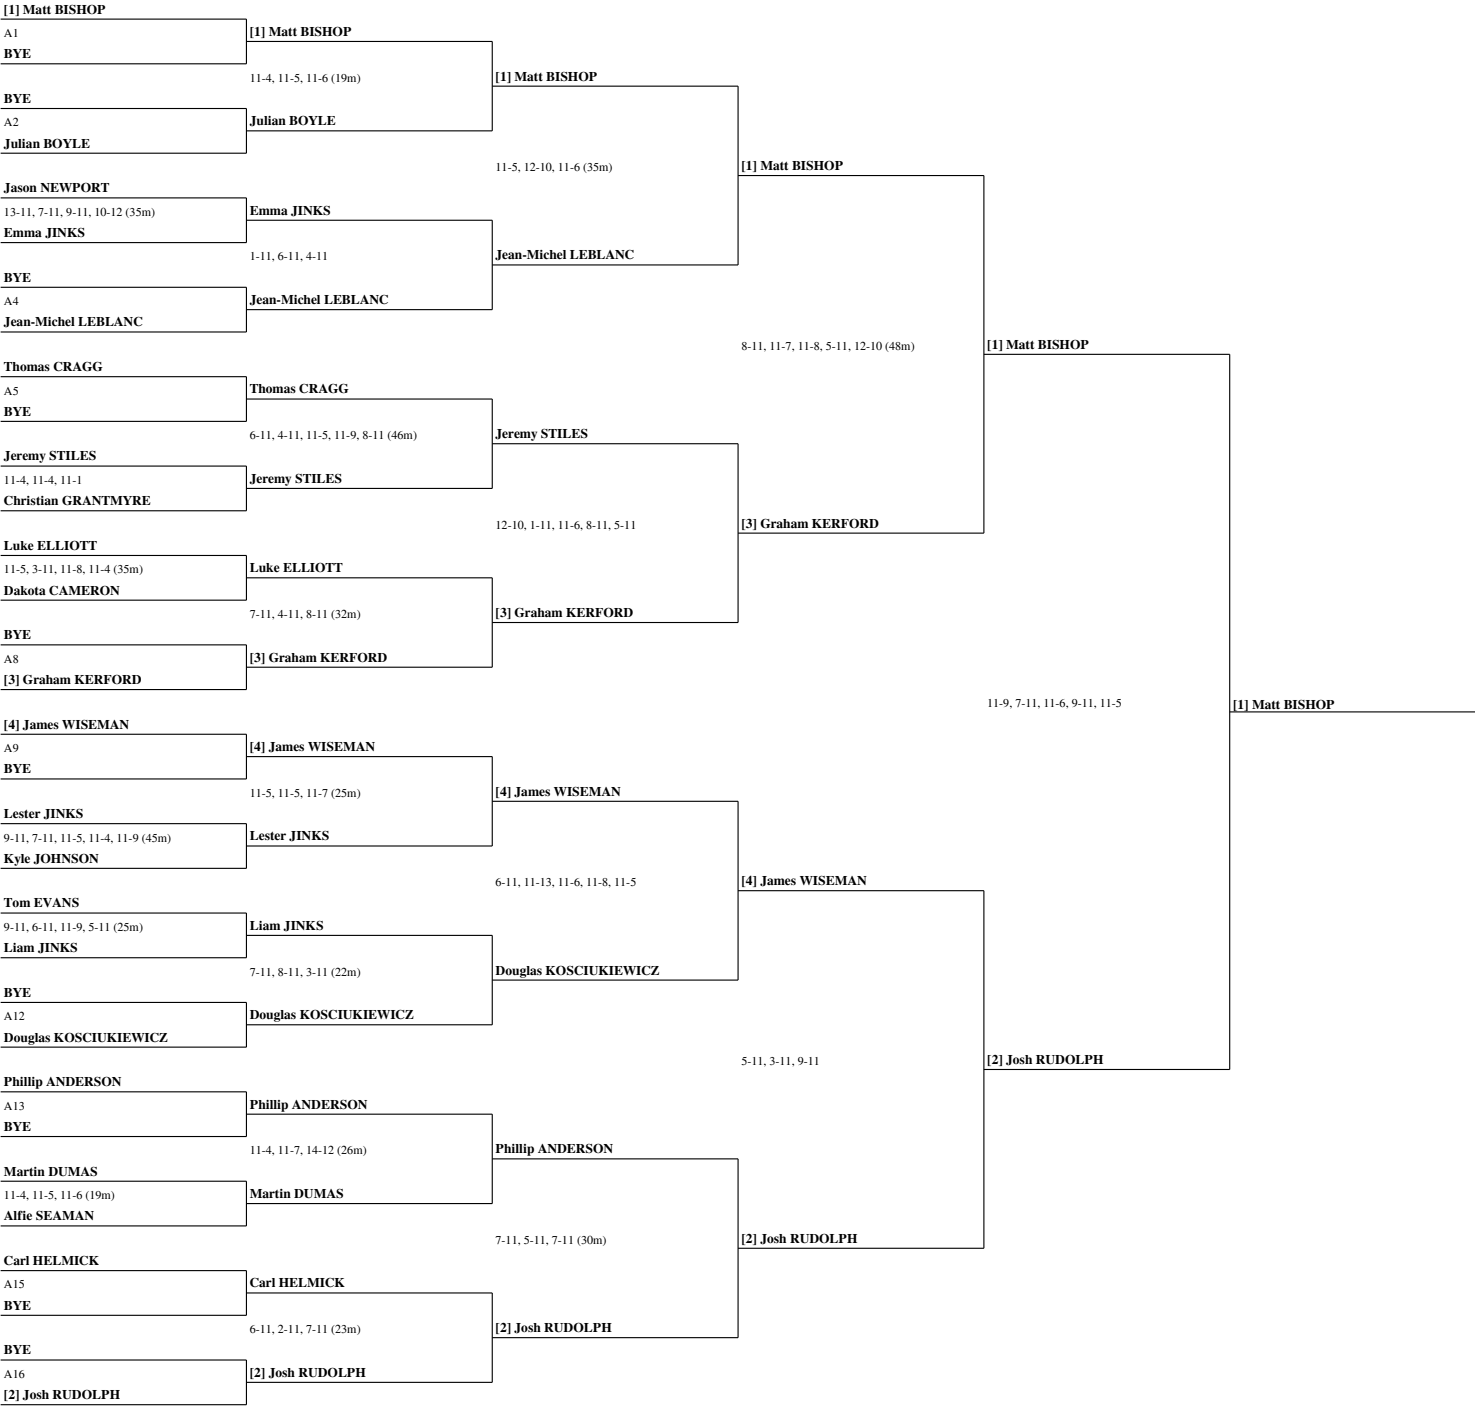 [1] Matt BISHOP
A1
BYE
BYE
A2
Julian BOYLE
Jason NEWPORT
13-11, 7-11, 9-11, 10-12 (35m)
Emma JINKS
BYE
A4
Jean-Michel LEBLANC
Thomas CRAGG
A5
BYE
Jeremy STILES
11-4, 11-4, 11-1
Christian GRANTMYRE
Luke ELLIOTT
11-5, 3-11, 11-8, 11-4 (35m)
Dakota CAMERON
BYE
A8
[3] Graham KERFORD
[4] James WISEMAN
A9
BYE
Lester JINKS
9-11, 7-11, 11-5, 11-4, 11-9 (45m)
Kyle JOHNSON
Tom EVANS
9-11, 6-11, 11-9, 5-11 (25m)
Liam JINKS
BYE
A12
Douglas KOSCIUKIEWICZ
Phillip ANDERSON
A13
BYE
Martin DUMAS
11-4, 11-5, 11-6 (19m)
Alfie SEAMAN
Carl HELMICK
A15
BYE
BYE
A16
[2] Josh RUDOLPH
[1] Matt BISHOP
11-4, 11-5, 11-6 (19m)
Julian BOYLE
Emma JINKS
1-11, 6-11, 4-11
Jean-Michel LEBLANC
Thomas CRAGG
6-11, 4-11, 11-5, 11-9, 8-11 (46m)
Jeremy STILES
Luke ELLIOTT
7-11, 4-11, 8-11 (32m)
[3] Graham KERFORD
[4] James WISEMAN
11-5, 11-5, 11-7 (25m)
Lester JINKS
Liam JINKS
7-11, 8-11, 3-11 (22m)
Douglas KOSCIUKIEWICZ
Phillip ANDERSON
11-4, 11-7, 14-12 (26m)
Martin DUMAS
Carl HELMICK
6-11, 2-11, 7-11 (23m)
[2] Josh RUDOLPH
[1] Matt BISHOP
11-5, 12-10, 11-6 (35m)
Jean-Michel LEBLANC
Jeremy STILES
12-10, 1-11, 11-6, 8-11, 5-11
[3] Graham KERFORD
[4] James WISEMAN
6-11, 11-13, 11-6, 11-8, 11-5
Douglas KOSCIUKIEWICZ
Phillip ANDERSON
7-11, 5-11, 7-11 (30m)
[2] Josh RUDOLPH
[1] Matt BISHOP
8-11, 11-7, 11-8, 5-11, 12-10 (48m)
[3] Graham KERFORD
[4] James WISEMAN
5-11, 3-11, 9-11
[2] Josh RUDOLPH
[1] Matt BISHOP
11-9, 7-11, 11-6, 9-11, 11-5
[2] Josh RUDOLPH
[1] Matt BISHOP